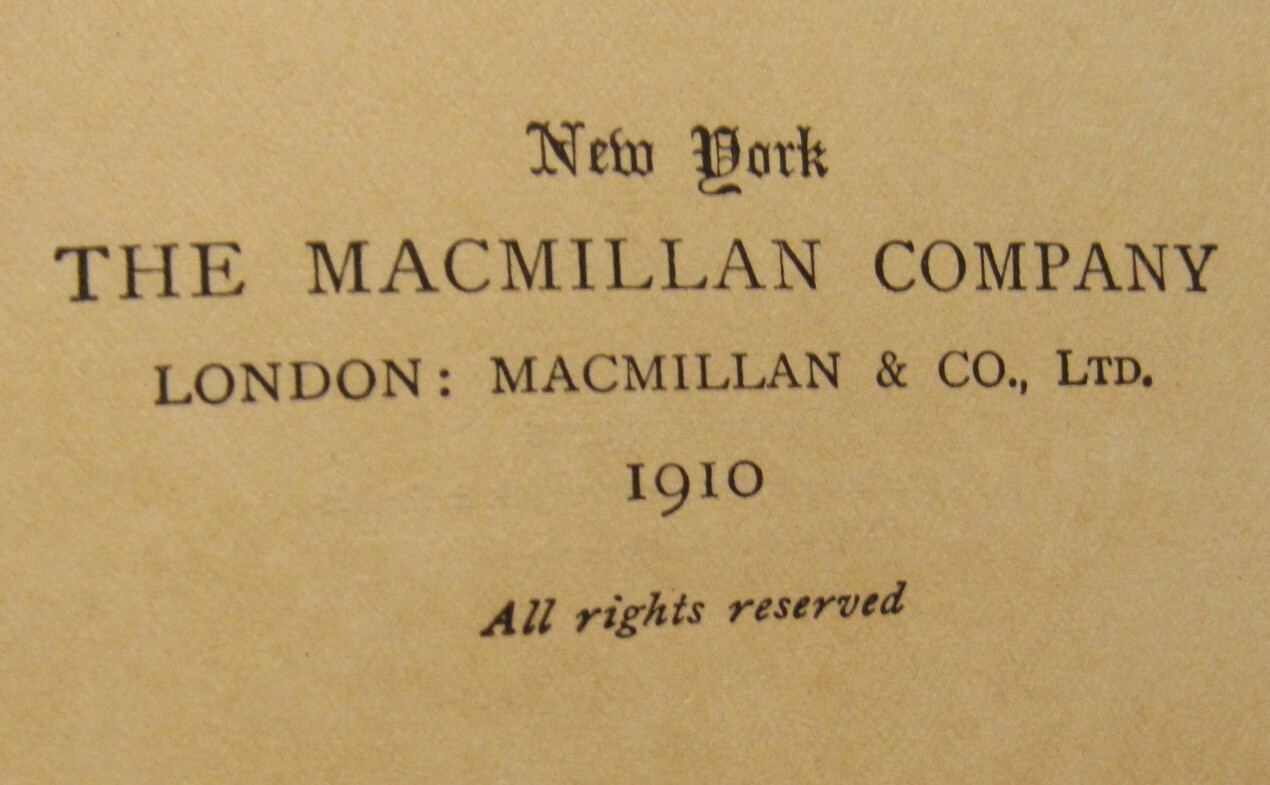 New York
THE MACMILLAN COMPANY
LONDON: MACMILLAN & CO., LTD.
1910
All rights reserved